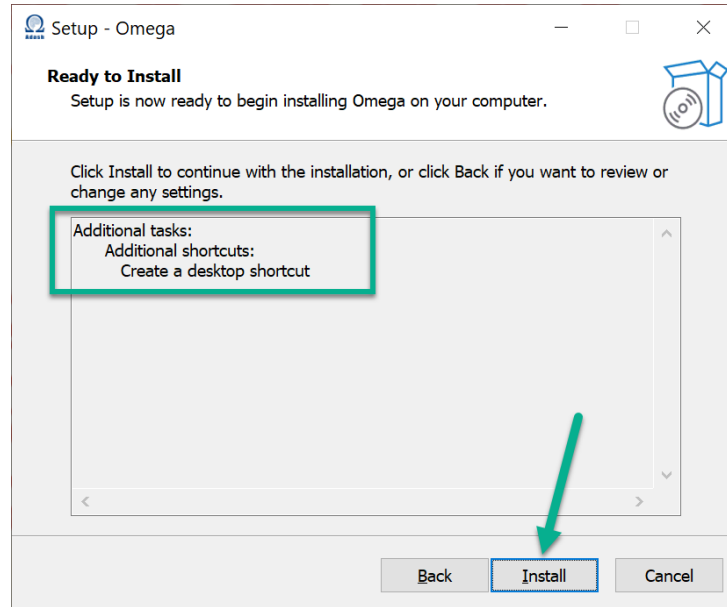 Setup - Omega
Ready to Install
Setup is now ready to begin installing Omega on your computer.
Click Install to continue with the installation, or click Back if you want to review or
change any settings.
Additional tasks:
Additional shortcuts:
Create a desktop shortcut
Back
Install
Cancel